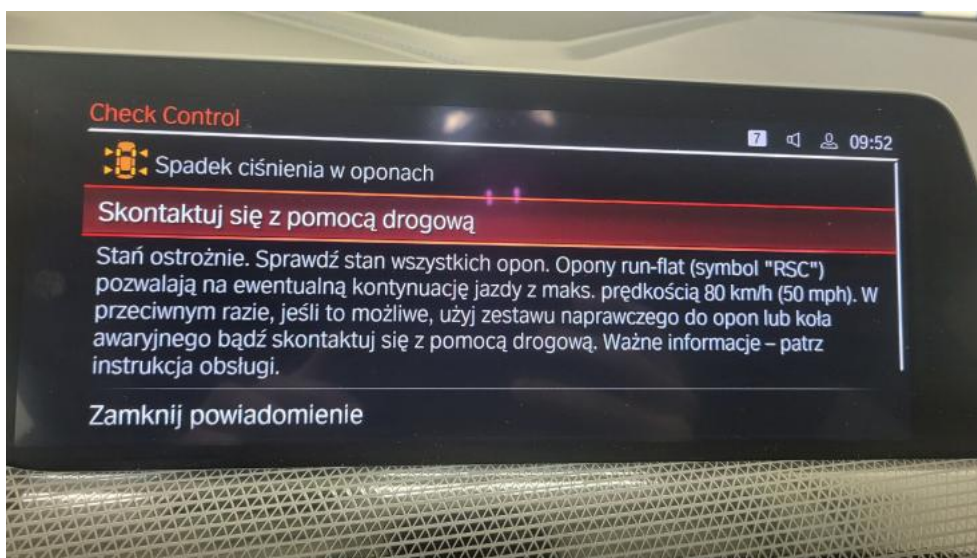 Check Control
7 09:52
Spadek ciśnienia w oponach
Skontaktuj się z pomocą drogową
Stań ostrożnie. Sprawdź stan wszystkich opon. Opony run-flat (symbol "RSC")
pozwalają na ewentualną kontynuację jazdy z maks. prędkością 80 km/h (50 mph). W
przeciwnym razie, jeśli to możliwe, użyj zestawu naprawczego do opon lub koła
awaryjnego bądź skontaktuj się z pomocą drogową. Ważne informacje – patrz
instrukcja obsługi.
Zamknij powiadomienie